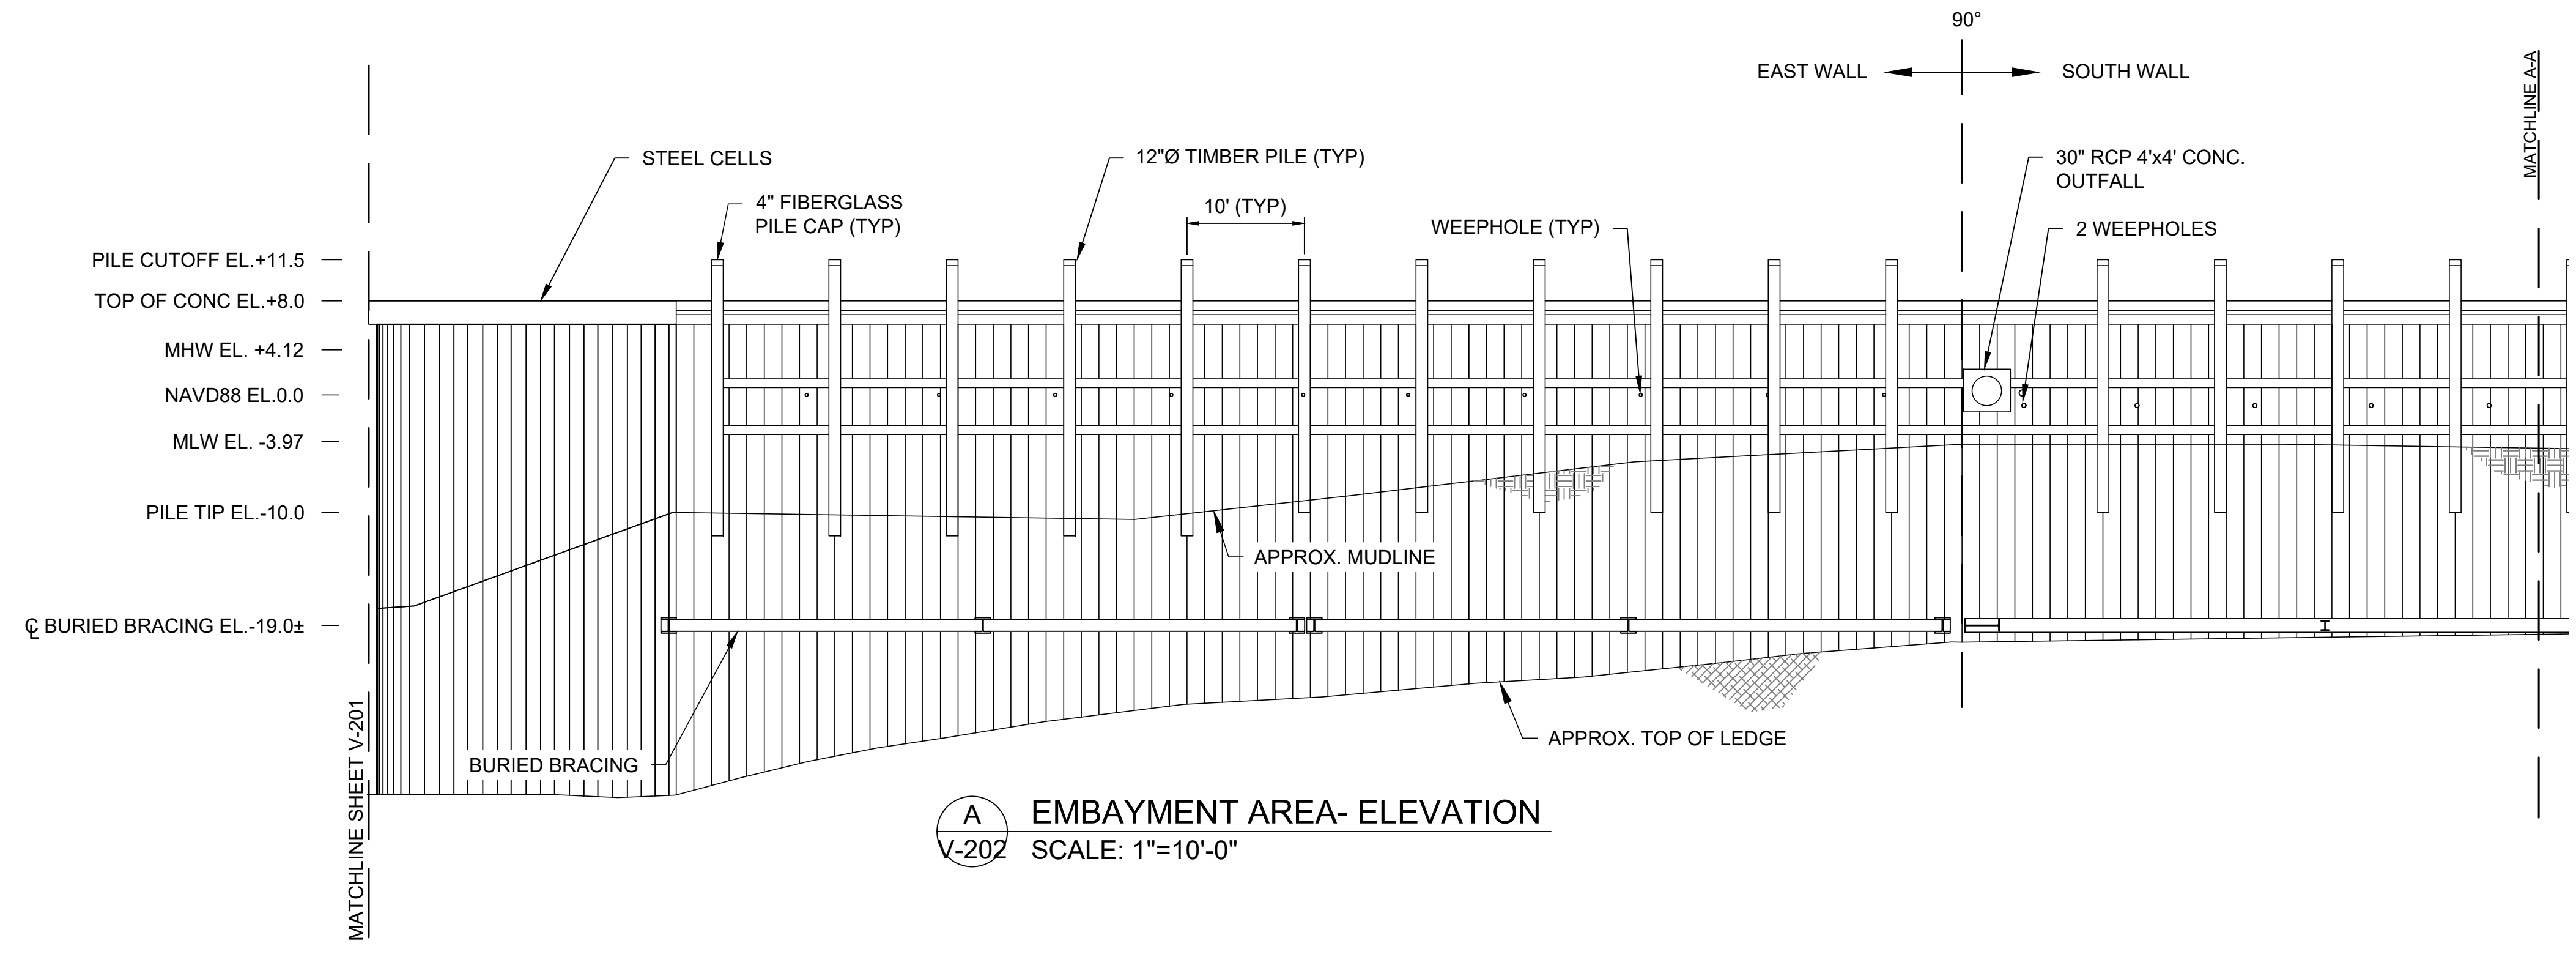 90°
EAST WALL
SOUTH WALL
MATCHLINE A-A
STEEL CELLS
12"Ø TIMBER PILE (TYP)
30" RCP 4'x4' CONC.
OUTFALL
4" FIBERGLASS
PILE CAP (TYP)
10' (TYP)
WEEPHOLE (TYP)
2 WEEPHOLES
PILE CUTOFF EL.+11.5
TOP OF CONC EL.+8.0
MHW EL. +4.12
NAVD88 EL.0.0
MLW EL. -3.97
PILE TIP EL.-10.0
APPROX. MUDLINE
℄ BURIED BRACING EL.-19.0±
BURIED BRACING
APPROX. TOP OF LEDGE
MATCHLINE SHEET V-201
A
V-202
EMBAYMENT AREA- ELEVATION
SCALE: 1"=10'-0"